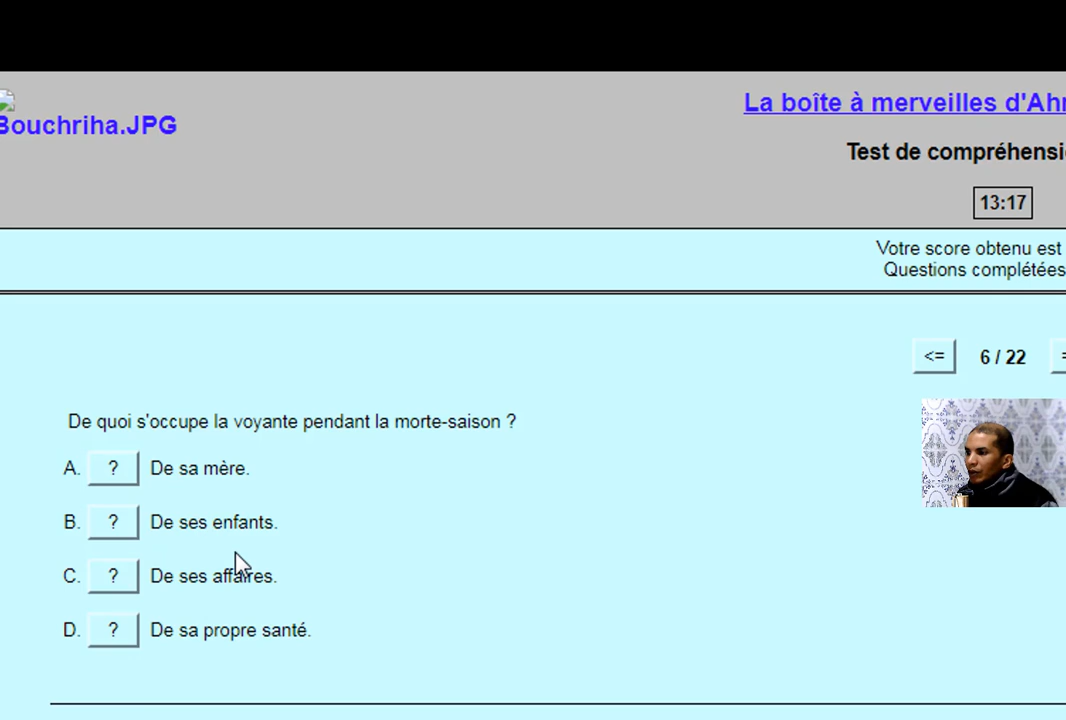 Bouchriha.JPG
La boîte à merveilles d'Ah
Test de compréhensi
13:17
Votre score obtenu est
Questions complétées
<= 6 / 22
De quoi s'occupe la voyante pendant la morte-saison ?
A. ? De sa mère.
B. ? De ses enfants.
C. ? De ses affaires.
D. ? De sa propre santé.